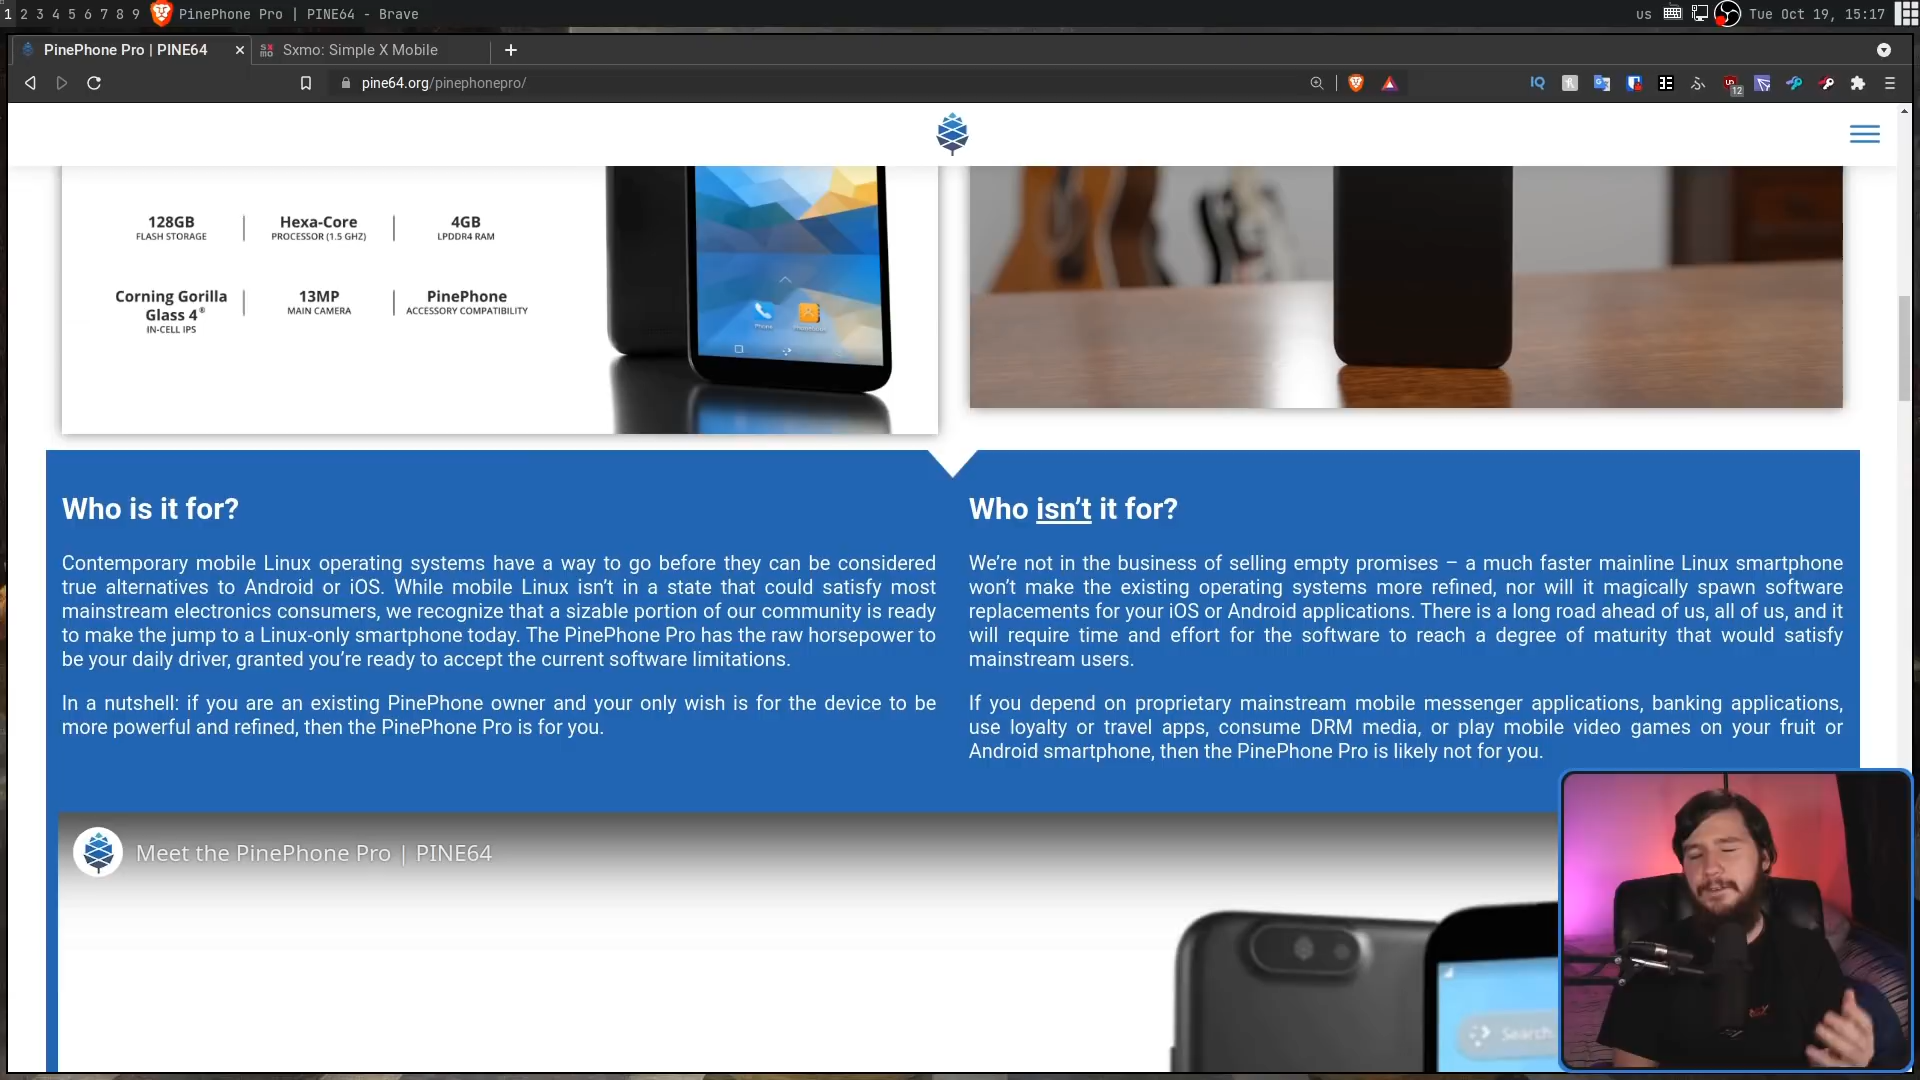 1 2 3 4 5 6 7 8 9 PinePhone Pro | PINE64 - Brave
us Tue Oct 19, 15:17
PinePhone Pro | PINE64
Sxmo: Simple X Mobile
pine64.org/pinephonepro/
IQ
12
128GB
FLASH STORAGE
Hexa-Core
PROCESSOR (1.5 GHZ)
4GB
LPDDR4 RAM
Corning Gorilla
Glass 4®
IN-CELL IPS
13MP
MAIN CAMERA
PinePhone
ACCESSORY COMPATIBILITY
Phone
Who is it for?
Contemporary mobile Linux operating systems have a way to go before they can be considered
true alternatives to Android or iOS. While mobile Linux isn’t in a state that could satisfy most
mainstream electronics consumers, we recognize that a sizable portion of our community is ready
to make the jump to a Linux-only smartphone today. The PinePhone Pro has the raw horsepower to
be your daily driver, granted you’re ready to accept the current software limitations.
In a nutshell: if you are an existing PinePhone owner and your only wish is for the device to be
more powerful and refined, then the PinePhone Pro is for you.
Who isn’t it for?
We’re not in the business of selling empty promises – a much faster mainline Linux smartphone
won’t make the existing operating systems more refined, nor will it magically spawn software
replacements for your iOS or Android applications. There is a long road ahead of us, all of us, and it
will require time and effort for the software to reach a degree of maturity that would satisfy
mainstream users.
If you depend on proprietary mainstream mobile messenger applications, banking applications,
use loyalty or travel apps, consume DRM media, or play mobile video games on your fruit or
Android smartphone, then the PinePhone Pro is likely not for you.
Meet the PinePhone Pro | PINE64
Search